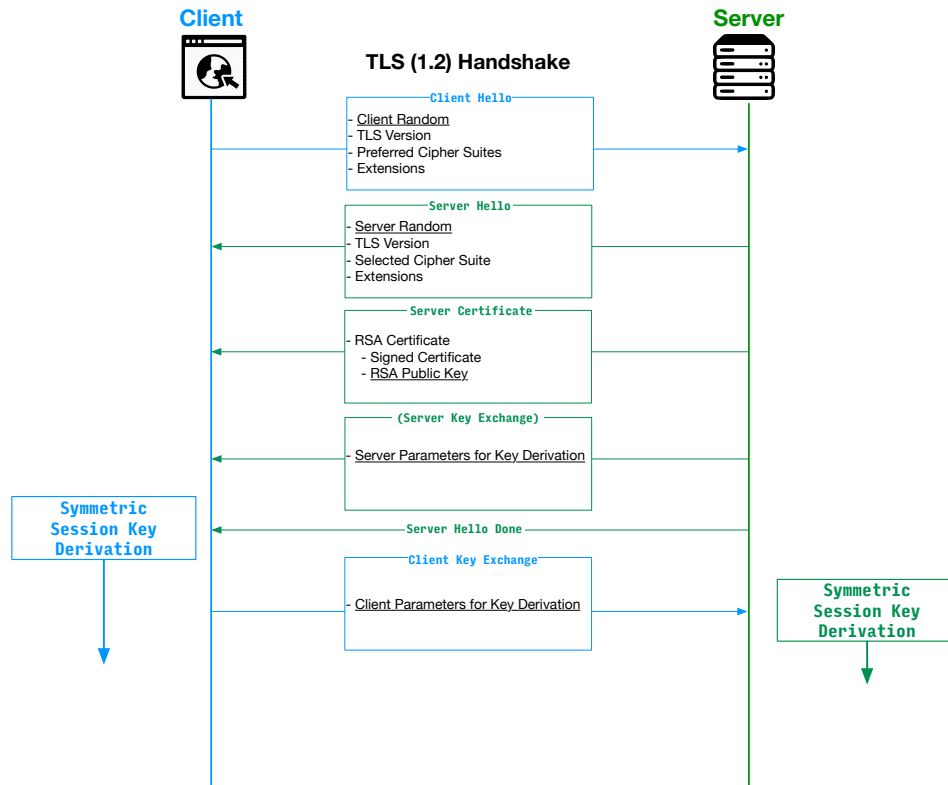 Client
Server
TLS (1.2) Handshake
Client Hello
- Client Random
- TLS Version
- Preferred Cipher Suites
- Extensions
Server Hello
- Server Random
- TLS Version
- Selected Cipher Suite
- Extensions
Server Certificate
- RSA Certificate
- Signed Certificate
- RSA Public Key
(Server Key Exchange)
- Server Parameters for Key Derivation
Symmetric
Session Key
Derivation
Server Hello Done
Client Key Exchange
- Client Parameters for Key Derivation
Symmetric
Session Key
Derivation